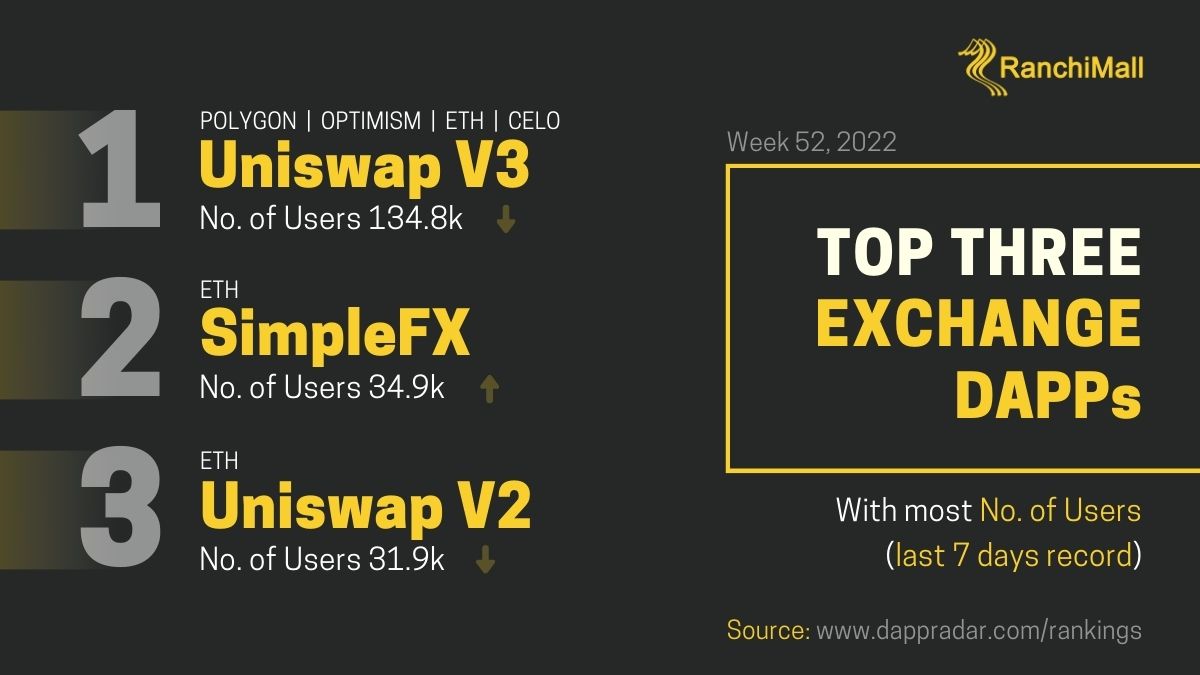 RanchiMall
Week 52, 2022
TOP THREE
EXCHANGE
DAPPs
With most No. of Users
(last 7 days record)
Source: www.dappradar.com/rankings
1
POLYGON | OPTIMISM | ETH | CELO
Uniswap V3
No. of Users 134.8k
2
ETH
SimpleFX
No. of Users 34.9k
3
ETH
Uniswap V2
No. of Users 31.9k